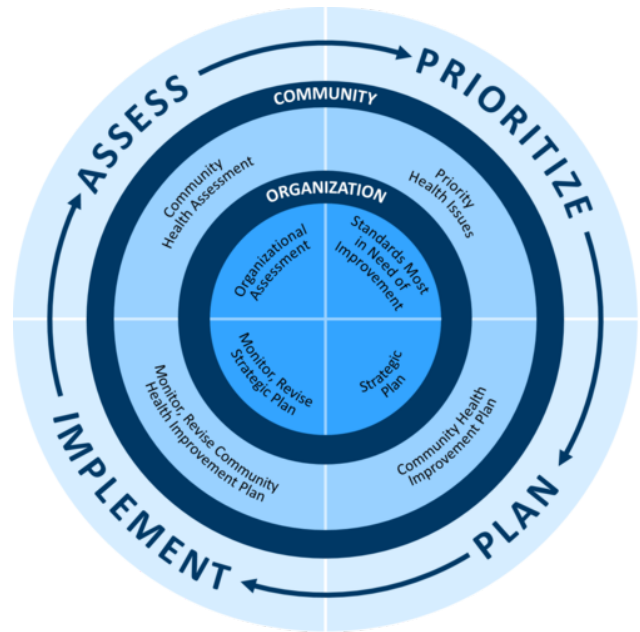 ASSESS
PRIORITIZE
PLAN
IMPLEMENT
COMMUNITY
Community
Health Assessment
Priority
Health Issues
Community Health
Improvement Plan
Monitor, Revise Community
Health Improvement Plan
ORGANIZATION
Organizational
Assessment
Standards Most
in Need of
Improvement
Strategic
Plan
Monitor, Revise
Strategic Plan